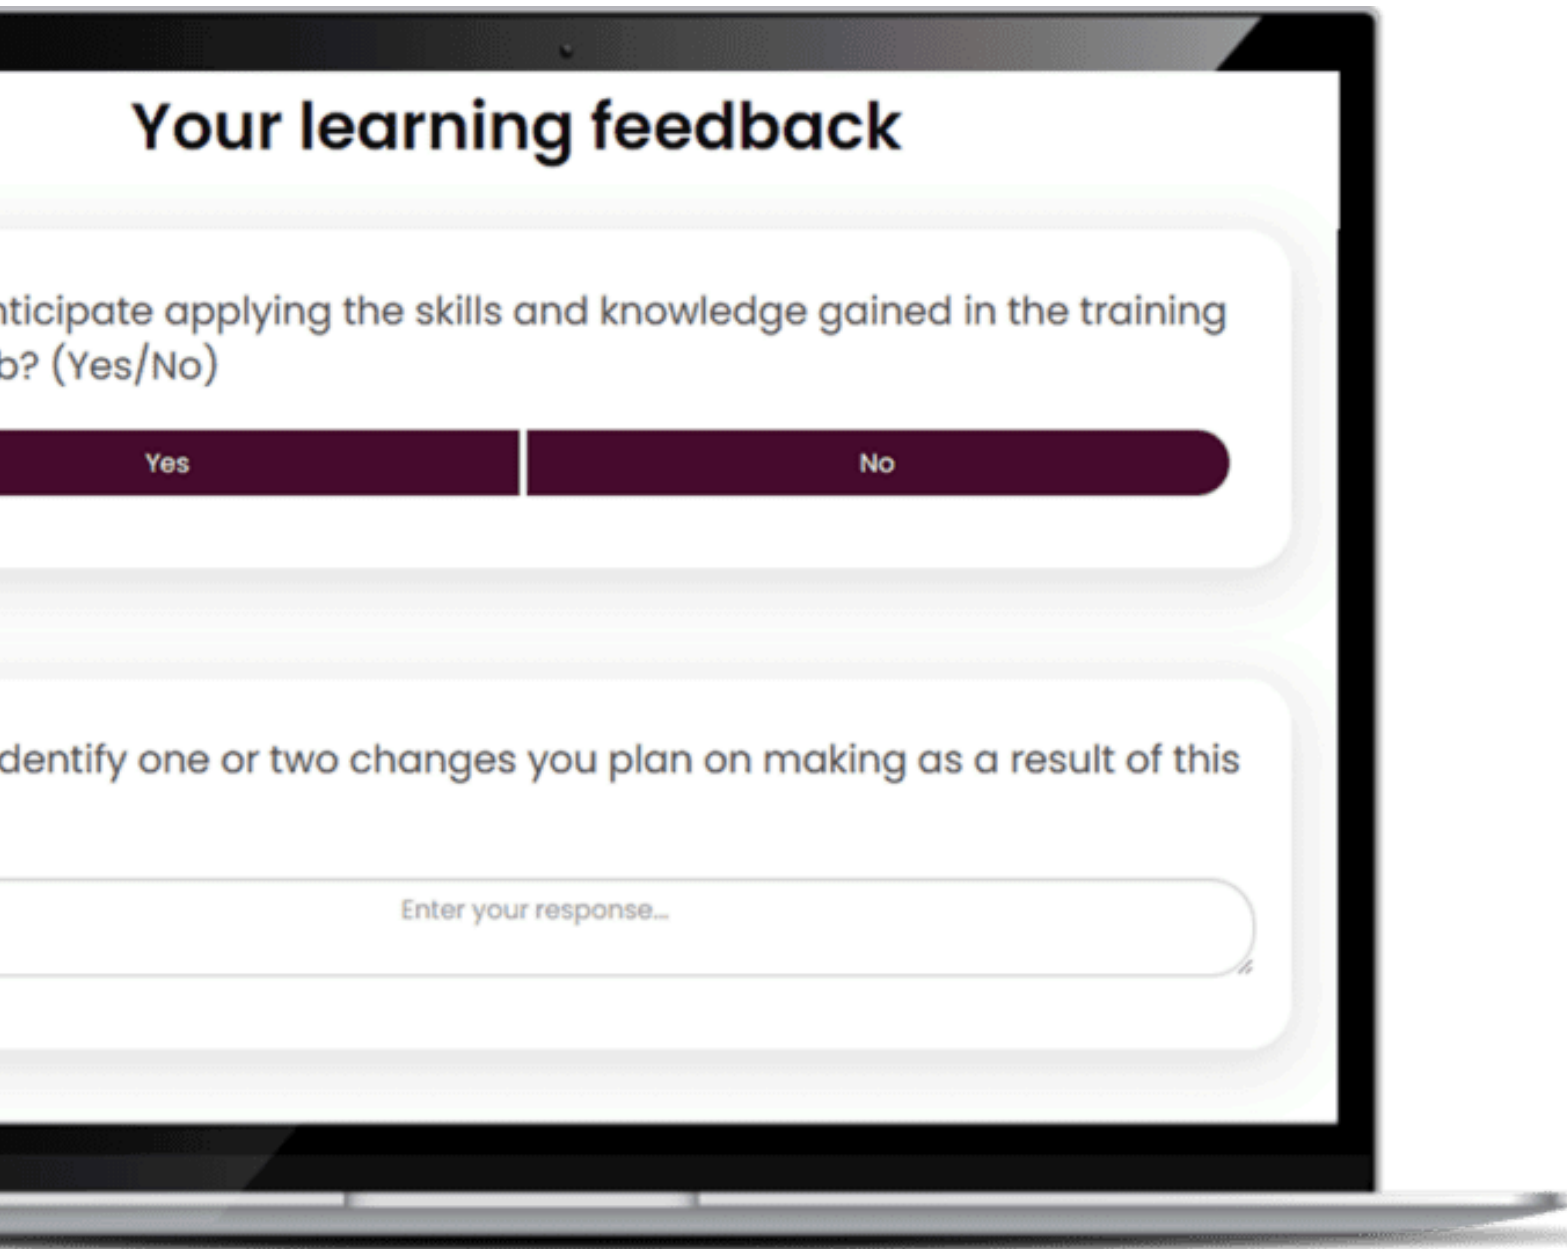 Your learning feedback
nticipate applying the skills and knowledge gained in the training
b? (Yes/No)
Yes No
dentify one or two changes you plan on making as a result of this
Enter your response...